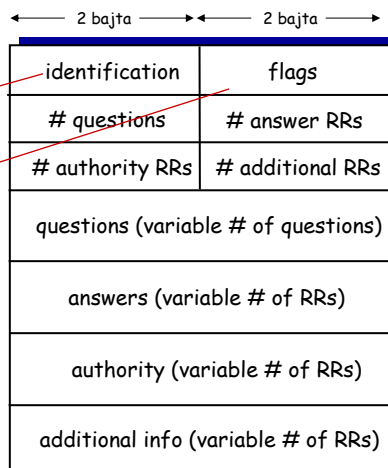 2 bajta 2 bajta
identification flags
# questions # answer RRs
# authority RRs # additional RRs
questions (variable # of questions)
answers (variable # of RRs)
authority (variable # of RRs)
additional info (variable # of RRs)